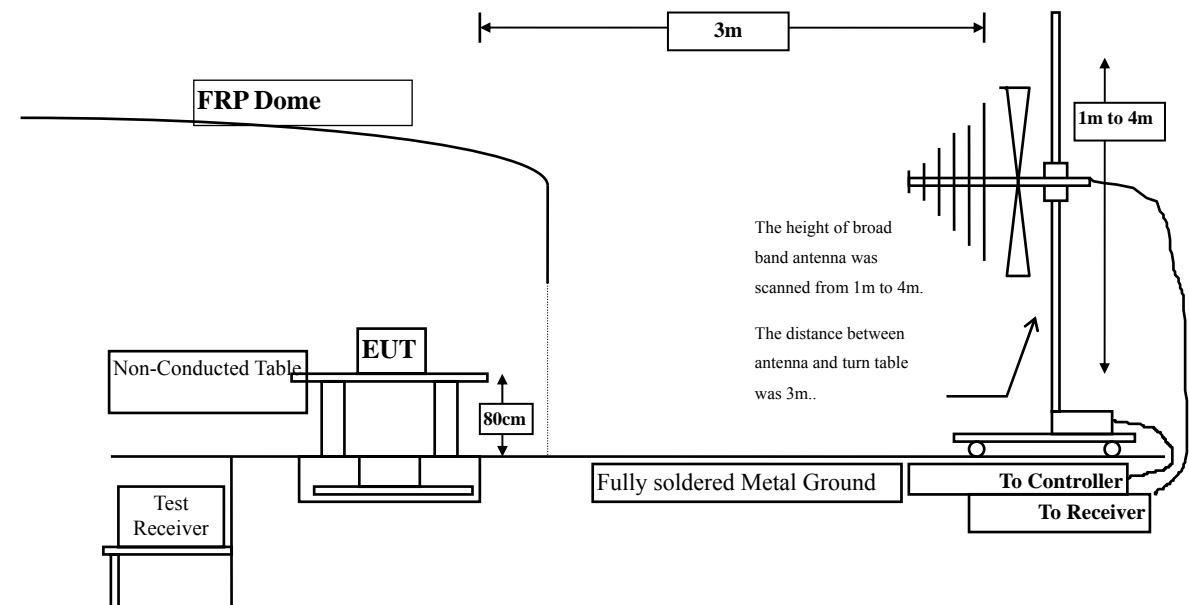 3m
FRP Dome
1m to 4m
The height of broad
band antenna was
scanned from 1m to 4m.
The distance between
antenna and turn table
was 3m..
EUT
Non-Conducted Table
80cm
Fully soldered Metal Ground
To Controller
To Receiver
Test
Receiver